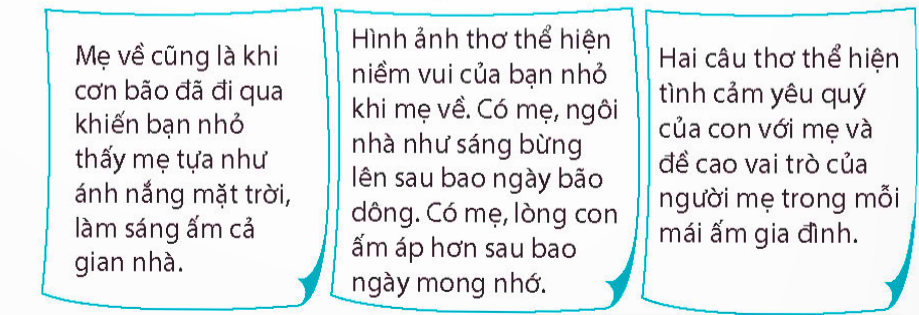 Mẹ về cũng là khi
cơn bão đã đi qua
khiến bạn nhỏ
thấy mẹ tựa như
ánh nắng mặt trời,
làm sáng ấm cả
gian nhà.
Hình ảnh thơ thể hiện
niềm vui của bạn nhỏ
khi mẹ về. Có mẹ, ngôi
nhà như sáng bừng
lên sau bao ngày bão
dông. Có mẹ, lòng con
ấm áp hơn sau bao
ngày mong nhớ.
Hai câu thơ thể hiện
tình cảm yêu quý
của con với mẹ và
đề cao vai trò của
người mẹ trong mỗi
mái ấm gia đình.